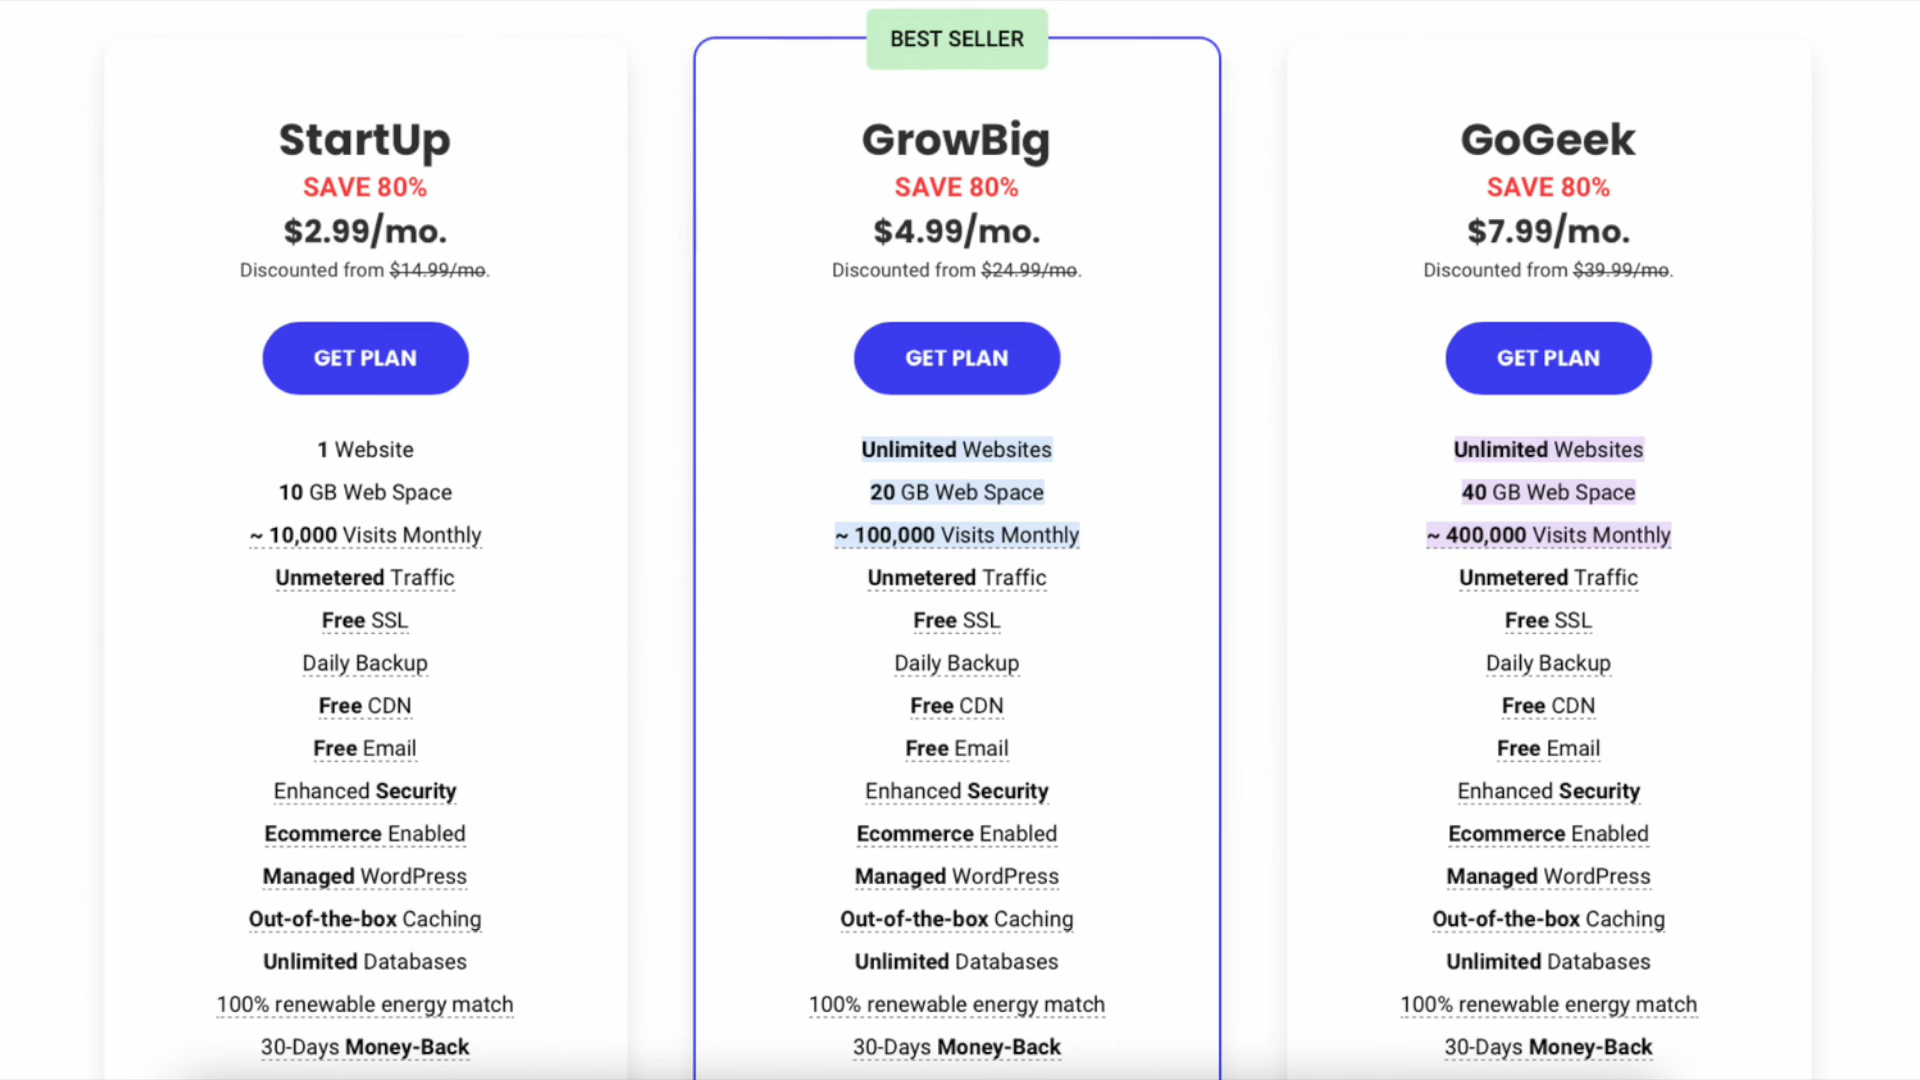 StartUp
SAVE 80%
$2.99/mo.
Discounted from $14.99/mo.
GET PLAN
1 Website
10 GB Web Space
~ 10,000 Visits Monthly
Unmetered Traffic
Free SSL
Daily Backup
Free CDN
Free Email
Enhanced Security
Ecommerce Enabled
Managed WordPress
Out-of-the-box Caching
Unlimited Databases
100% renewable energy match
30-Days Money-Back
BEST SELLER
GrowBig
SAVE 80%
$4.99/mo.
Discounted from $24.99/mo.
GET PLAN
Unlimited Websites
20 GB Web Space
~ 100,000 Visits Monthly
Unmetered Traffic
Free SSL
Daily Backup
Free CDN
Free Email
Enhanced Security
Ecommerce Enabled
Managed WordPress
Out-of-the-box Caching
Unlimited Databases
100% renewable energy match
30-Days Money-Back
GoGeek
SAVE 80%
$7.99/mo.
Discounted from $39.99/mo.
GET PLAN
Unlimited Websites
40 GB Web Space
~ 400,000 Visits Monthly
Unmetered Traffic
Free SSL
Daily Backup
Free CDN
Free Email
Enhanced Security
Ecommerce Enabled
Managed WordPress
Out-of-the-box Caching
Unlimited Databases
100% renewable energy match
30-Days Money-Back